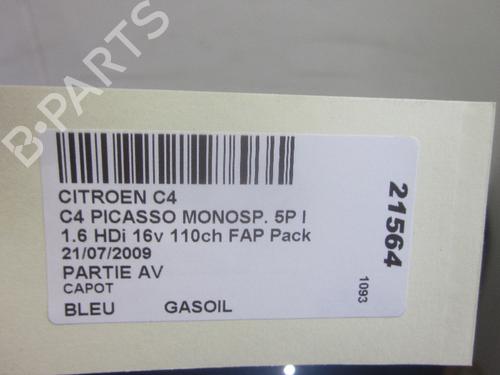 B-PARTS
CITROEN C4
C4 PICASSO MONOSP. 5P I
1.6 HDi 16v 110ch FAP Pack
21/07/2009
PARTIE AV
CAPOT
BLEU GASOIL
21564
1093